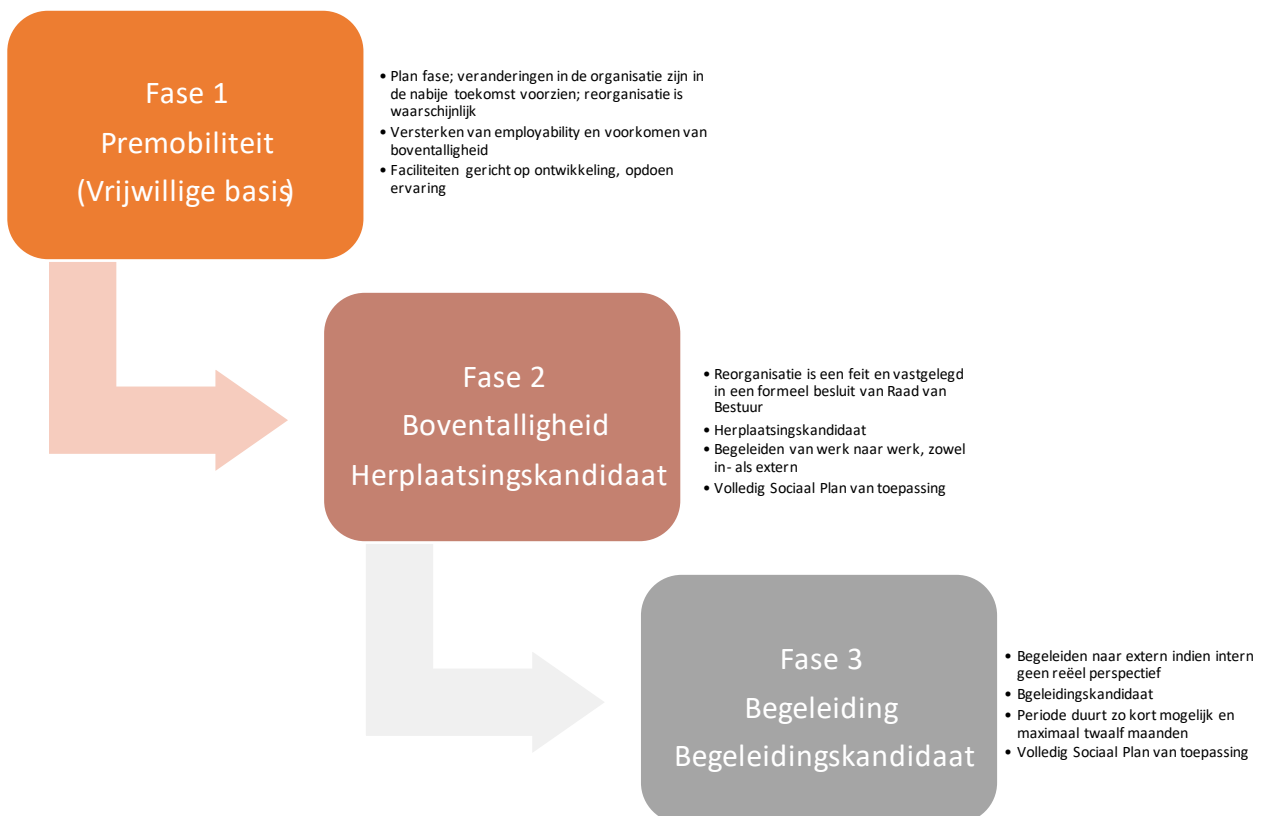 Fase 1
Premobiliteit
(Vrijwillige basis)
• Plan fase; veranderingen in de organisatie zijn in
de nabije toekomst voorzien; reorganisatie is
waarschijnlijk
• Versterken van employability en voorkomen van
boventalligheid
• Faciliteiten gericht op ontwikkeling, opdoen
ervaring
Fase 2
Boventalligheid
Herplaatsingskandidaat
• Reorganisatie is een feit en vastgelegd
in een formeel besluit van Raad van
Bestuur
• Herplaatsingskandidaat
• Begeleiden van werk naar werk, zowel
in- als extern
• Volledig Sociaal Plan van toepassing
Fase 3
Begeleiding
Begeleidingskandidaat
• Begeleiden naar extern indien intern
geen reëel perspectief
• Bgeleidingskandidaat
• Periode duurt zo kort mogelijk en
maximaal twaalf maanden
• Volledig Sociaal Plan van toepassing